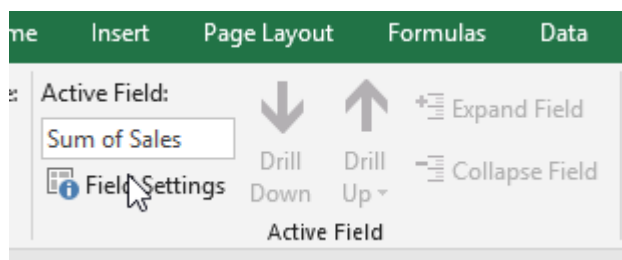 me Insert Page Layout Formulas Data
e: Active Field:
Sum of Sales
Field Settings
Drill Down
Drill Up
Expand Field
Collapse Field
Active Field